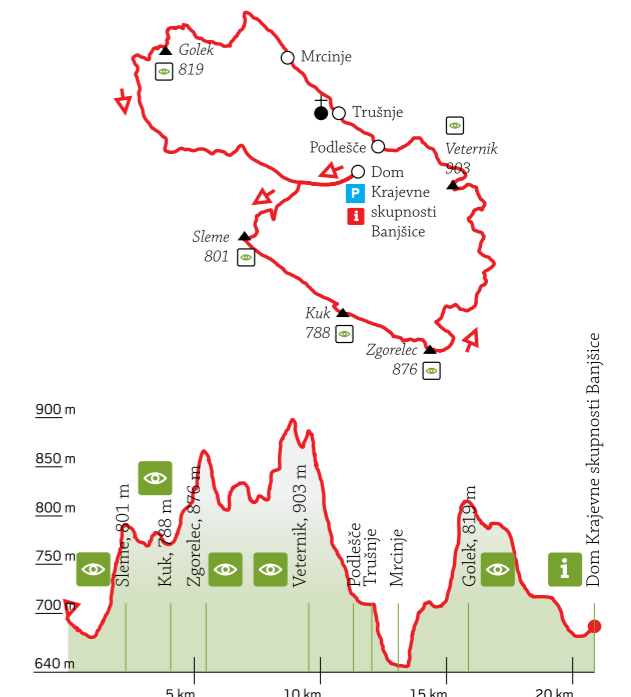 Golek
819
Mrcinje
Trušnje
Podlešče
Veternik
903
Dom
P Krajevne
i skupnosti
Banjšice
Sleme
801
Kuk
788
Zgorelec
876
900 m
850 m
800 m
750 m
700 m
640 m
Sleme, 801 m
Kuk, 788 m
Zgorelec, 876 m
Veternik, 903 m
Podlešče
Trušnje
Mrcinje
Golek, 819 m
i
Dom Krajevne skupnosti Banjšice
5 km
10 km
15 km
20 km